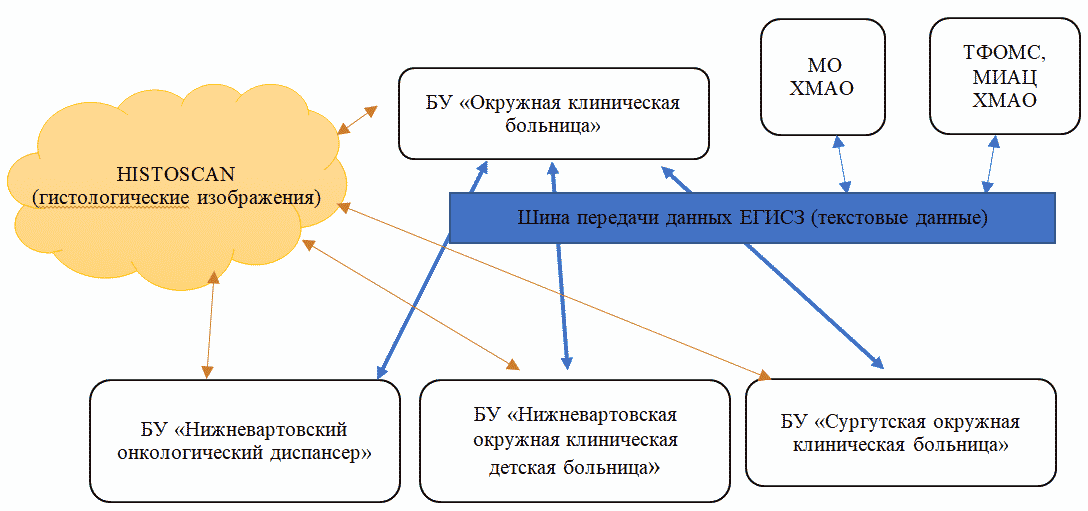 МО
ХМАО
ТФОМС,
МИАЦ
ХМАО
БУ «Окружная клиническая
больница»
HISTOSCAN
(гистологические изображения)
Шина передачи данных ЕГИСЗ (текстовые данные)
БУ «Нижневартовский
онкологический диспансер»
БУ «Нижневартовская
окружная клиническая
детская больница»
БУ «Сургутская окружная
клиническая больница»